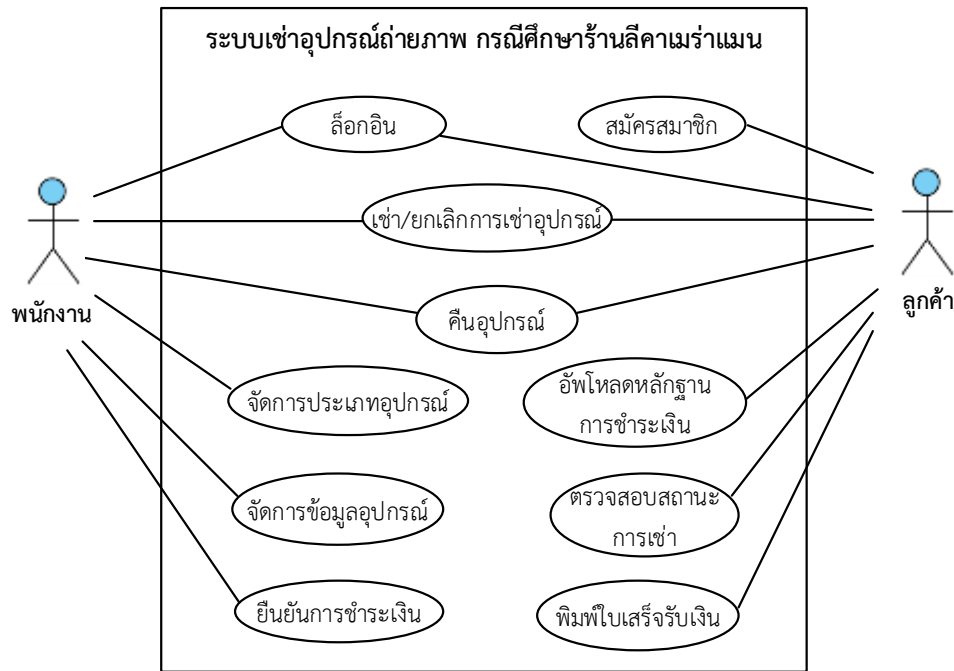 ระบบเช่าอุปกรณ์ถ่ายภาพ กรณีศึกษาร้านลีคาเมร่าแมน
ล็อกอิน
สมัครสมาชิก
เช่า/ยกเลิกการเช่าอุปกรณ์
พนักงาน
ลูกค้า
คืนอุปกรณ์
จัดการประเภทอุปกรณ์
อัพโหลดหลักฐาน
การชำระเงิน
จัดการข้อมูลอุปกรณ์
ตรวจสอบสถานะ
การเช่า
ยืนยันการชำระเงิน
พิมพ์ใบเสร็จรับเงิน